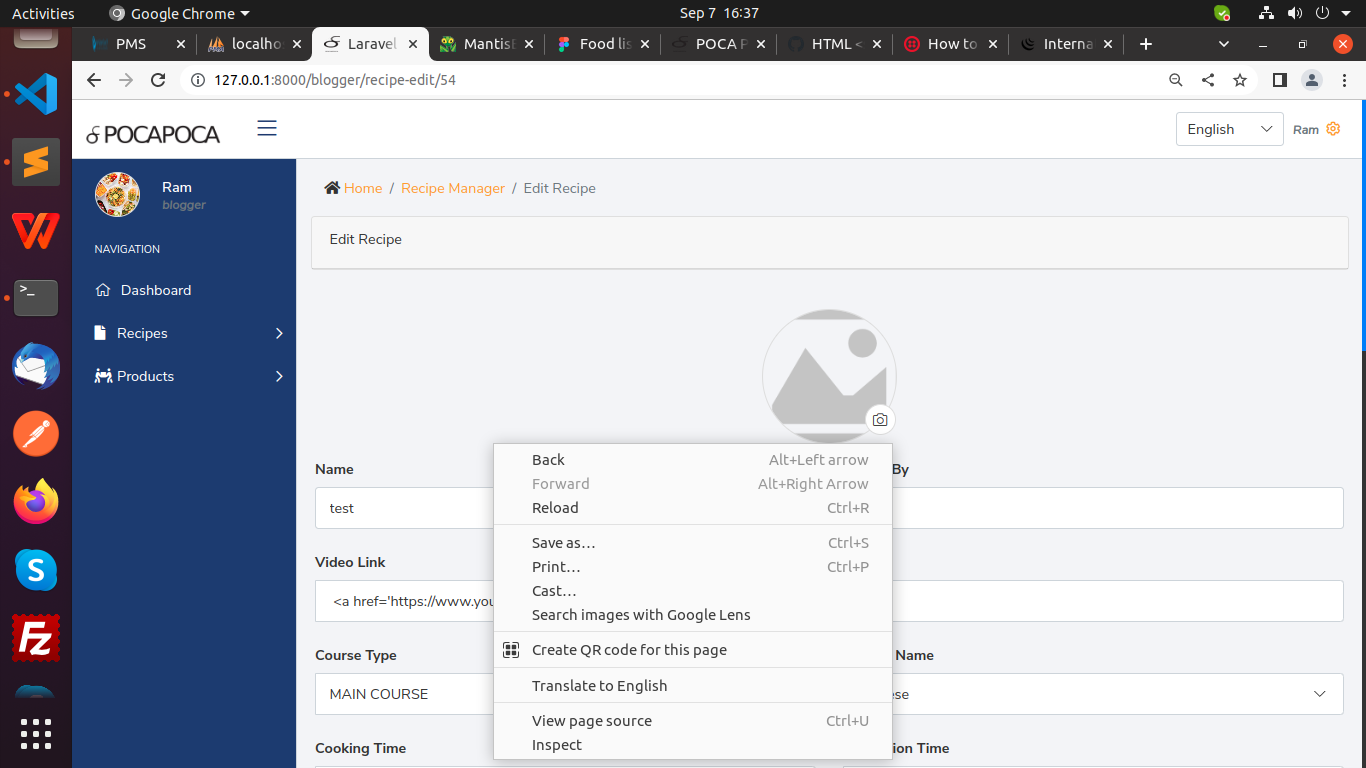 Activities
Google Chrome
Sep 7 16:37
PMS
localho
Laravel
MantisB
Food lis
POCA P
HTML <
How to
Interna
127.0.0.1:8000/blogger/recipe-edit/54
POCAPOCA
English
Ram
Ram
blogger
NAVIGATION
Dashboard
Recipes
Products
Home / Recipe Manager / Edit Recipe
Edit Recipe
Name
By
test
Video Link
<a href='https://www.you
Course Type
Name
MAIN COURSE
ese
Cooking Time
ion Time
Back Alt+Left arrow
Forward Alt+Right Arrow
Reload Ctrl+R
Save as… Ctrl+S
Print… Ctrl+P
Cast…
Search images with Google Lens
Create QR code for this page
Translate to English
View page source Ctrl+U
Inspect